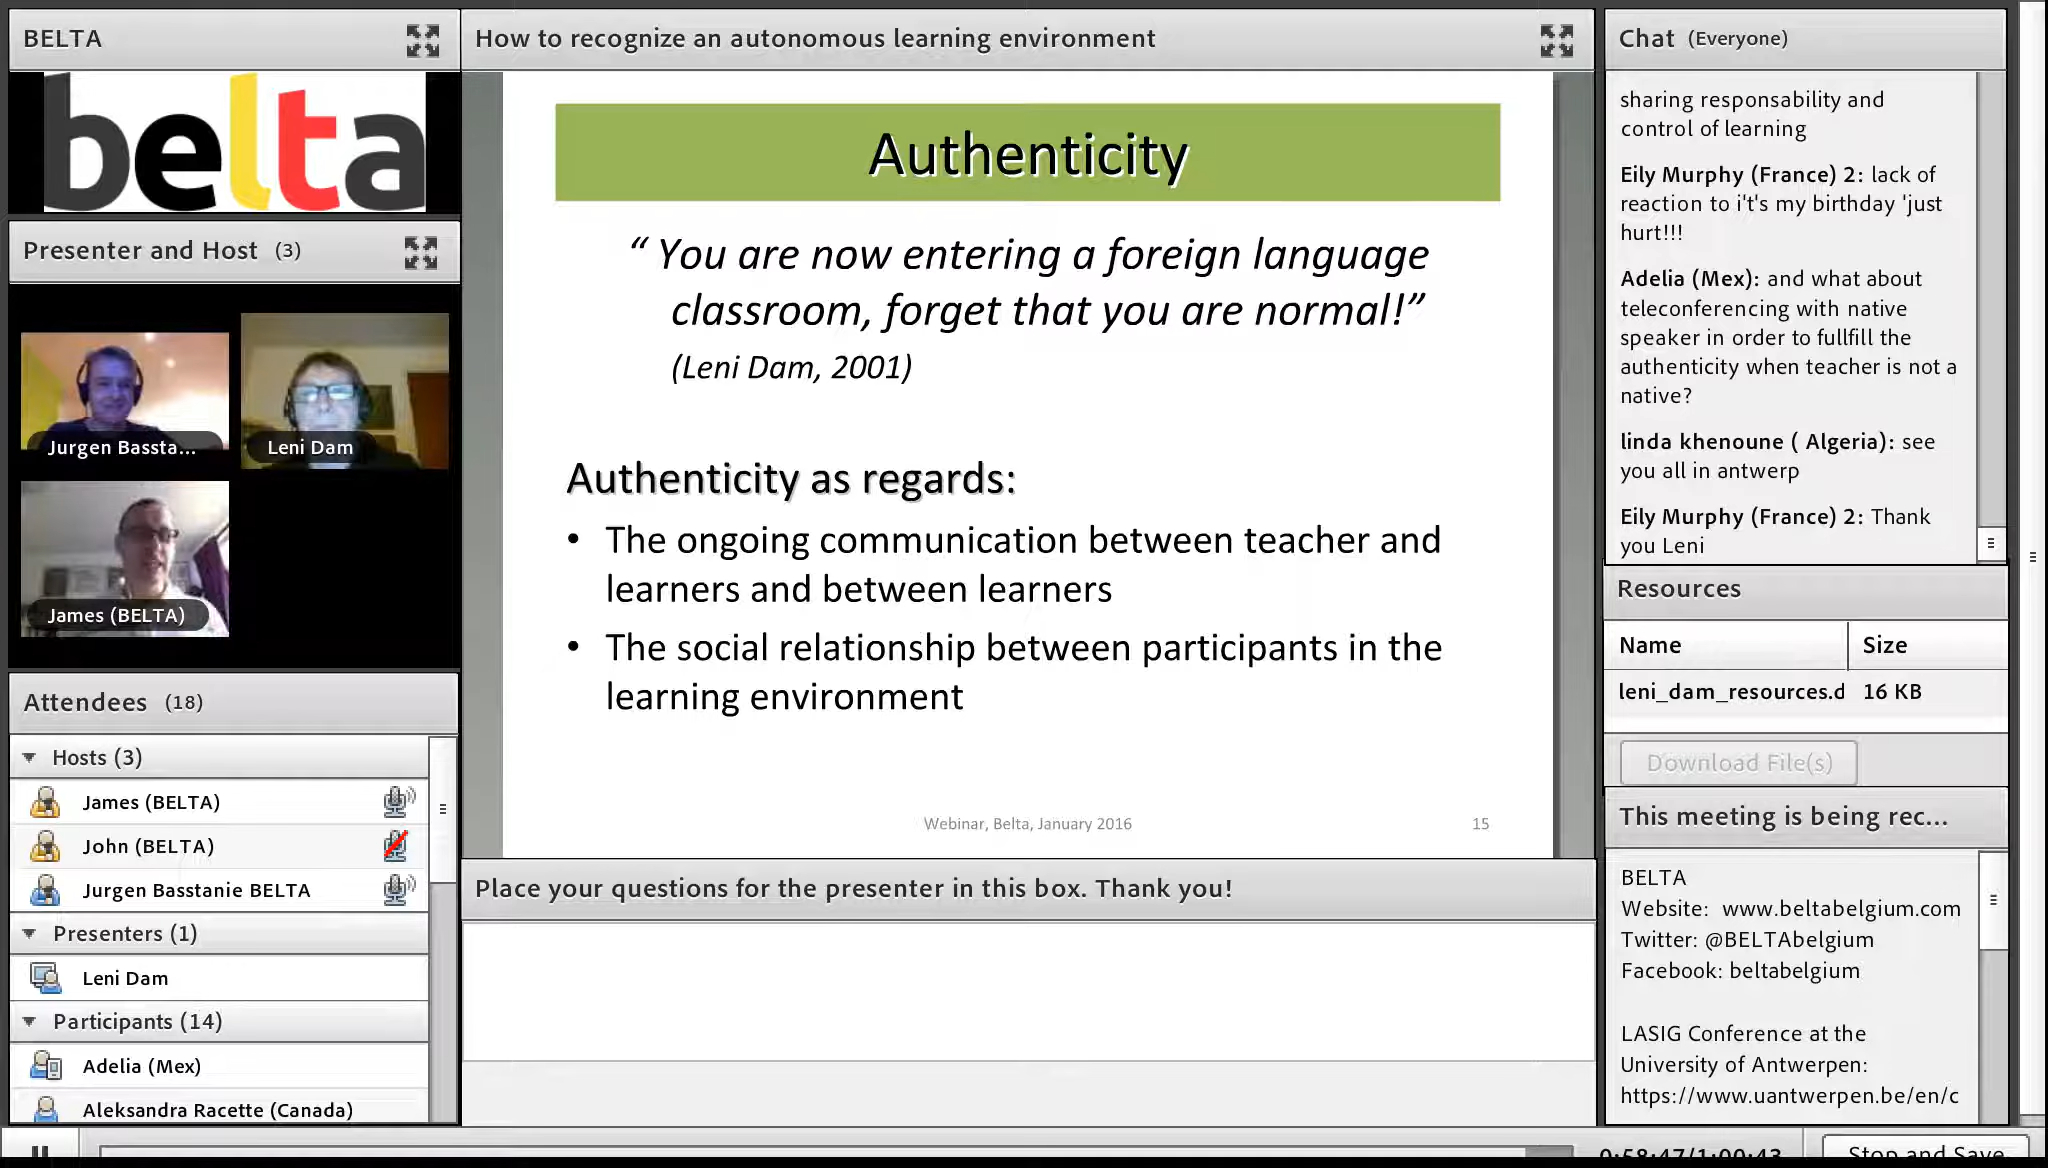 BELTA
belta
Presenter and Host (3)
Jurgen Bassta...
Leni Dam
James (BELTA)
Attendees (18)
Hosts (3)
James (BELTA)
John (BELTA)
Jurgen Basstanie BELTA
Presenters (1)
Leni Dam
Participants (14)
Adelia (Mex)
Aleksandra Racette (Canada)
How to recognize an autonomous learning environment
Authenticity
“ You are now entering a foreign language
classroom, forget that you are normal!”
(Leni Dam, 2001)
Authenticity as regards:
• The ongoing communication between teacher and
learners and between learners
• The social relationship between participants in the
learning environment
Webinar, Belta, January 2016
15
Place your questions for the presenter in this box. Thank you!
Chat (Everyone)
sharing responsability and
control of learning
Eily Murphy (France) 2: lack of
reaction to i't's my birthday 'just
hurt!!!
Adelia (Mex): and what about
teleconferencing with native
speaker in order to fullfill the
authenticity when teacher is not a
native?
linda khenoune ( Algeria): see
you all in antwerp
Eily Murphy (France) 2: Thank
you Leni
Resources
Name Size
leni_dam_resources.d 16 KB
Download File(s)
This meeting is being rec...
BELTA
Website: www.beltabelgium.com
Twitter: @BELTAbelgium
Facebook: beltabelgium
LASIG Conference at the
University of Antwerpen:
https://www.uantwerpen.be/en/c
0:58:47/1:00:43
Stop and Save